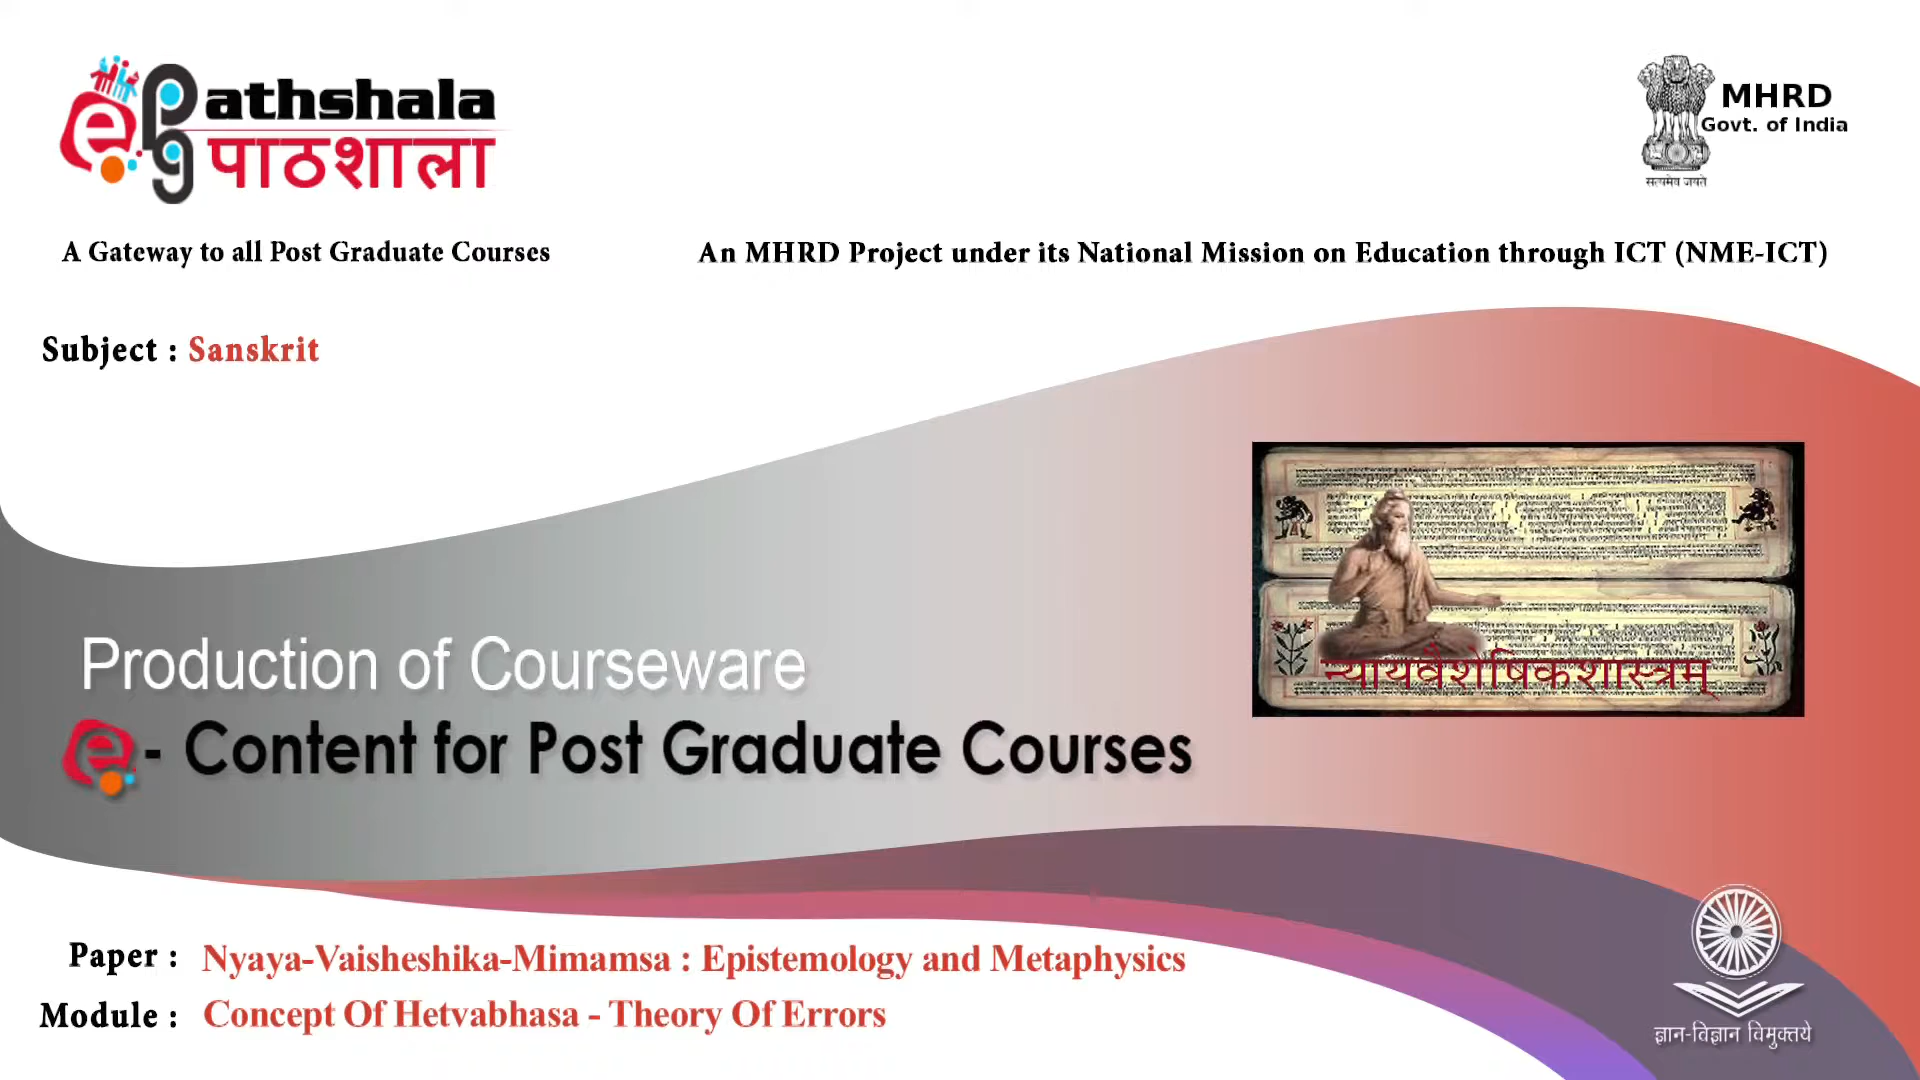 Pathshala
पाठशाला
MHRD
Govt. of India
सत्यमेव जयते
A Gateway to all Post Graduate Courses
An MHRD Project under its National Mission on Education through ICT (NME-ICT)
Subject : Sanskrit
न्यायवैशेषिकशास्त्रम्
Production of Courseware
e - Content for Post Graduate Courses
Paper : Nyaya-Vaisheshika-Mimamsa : Epistemology and Metaphysics
Module : Concept Of Hetvabhasa - Theory Of Errors
ज्ञान-विज्ञान विमुक्तये